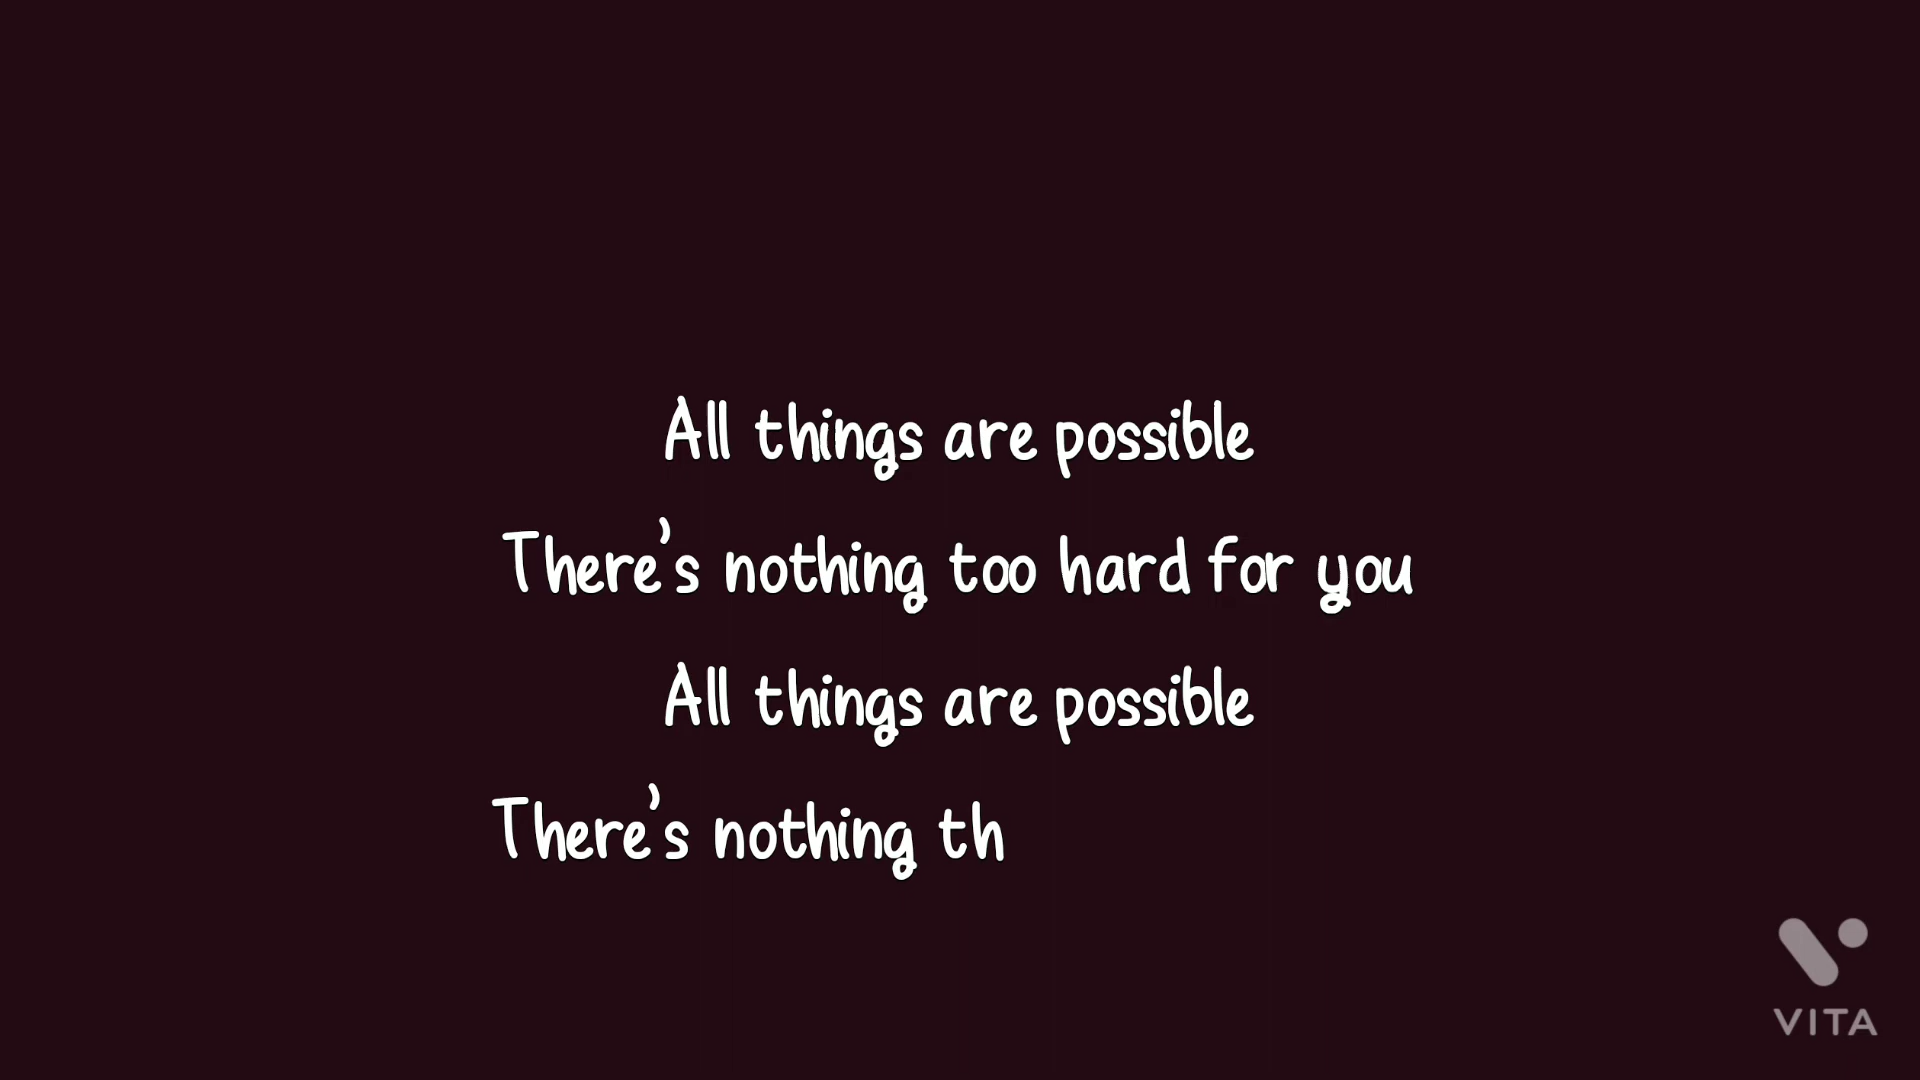 All things are possible
There's nothing too hard for you
All things are possible
There's nothing th
VITA